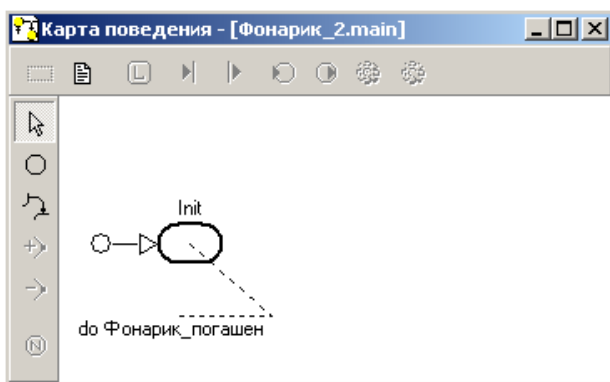 Карта поведения - [Фонарик_2.main]
L
Init
do Фонарик_погашен
N